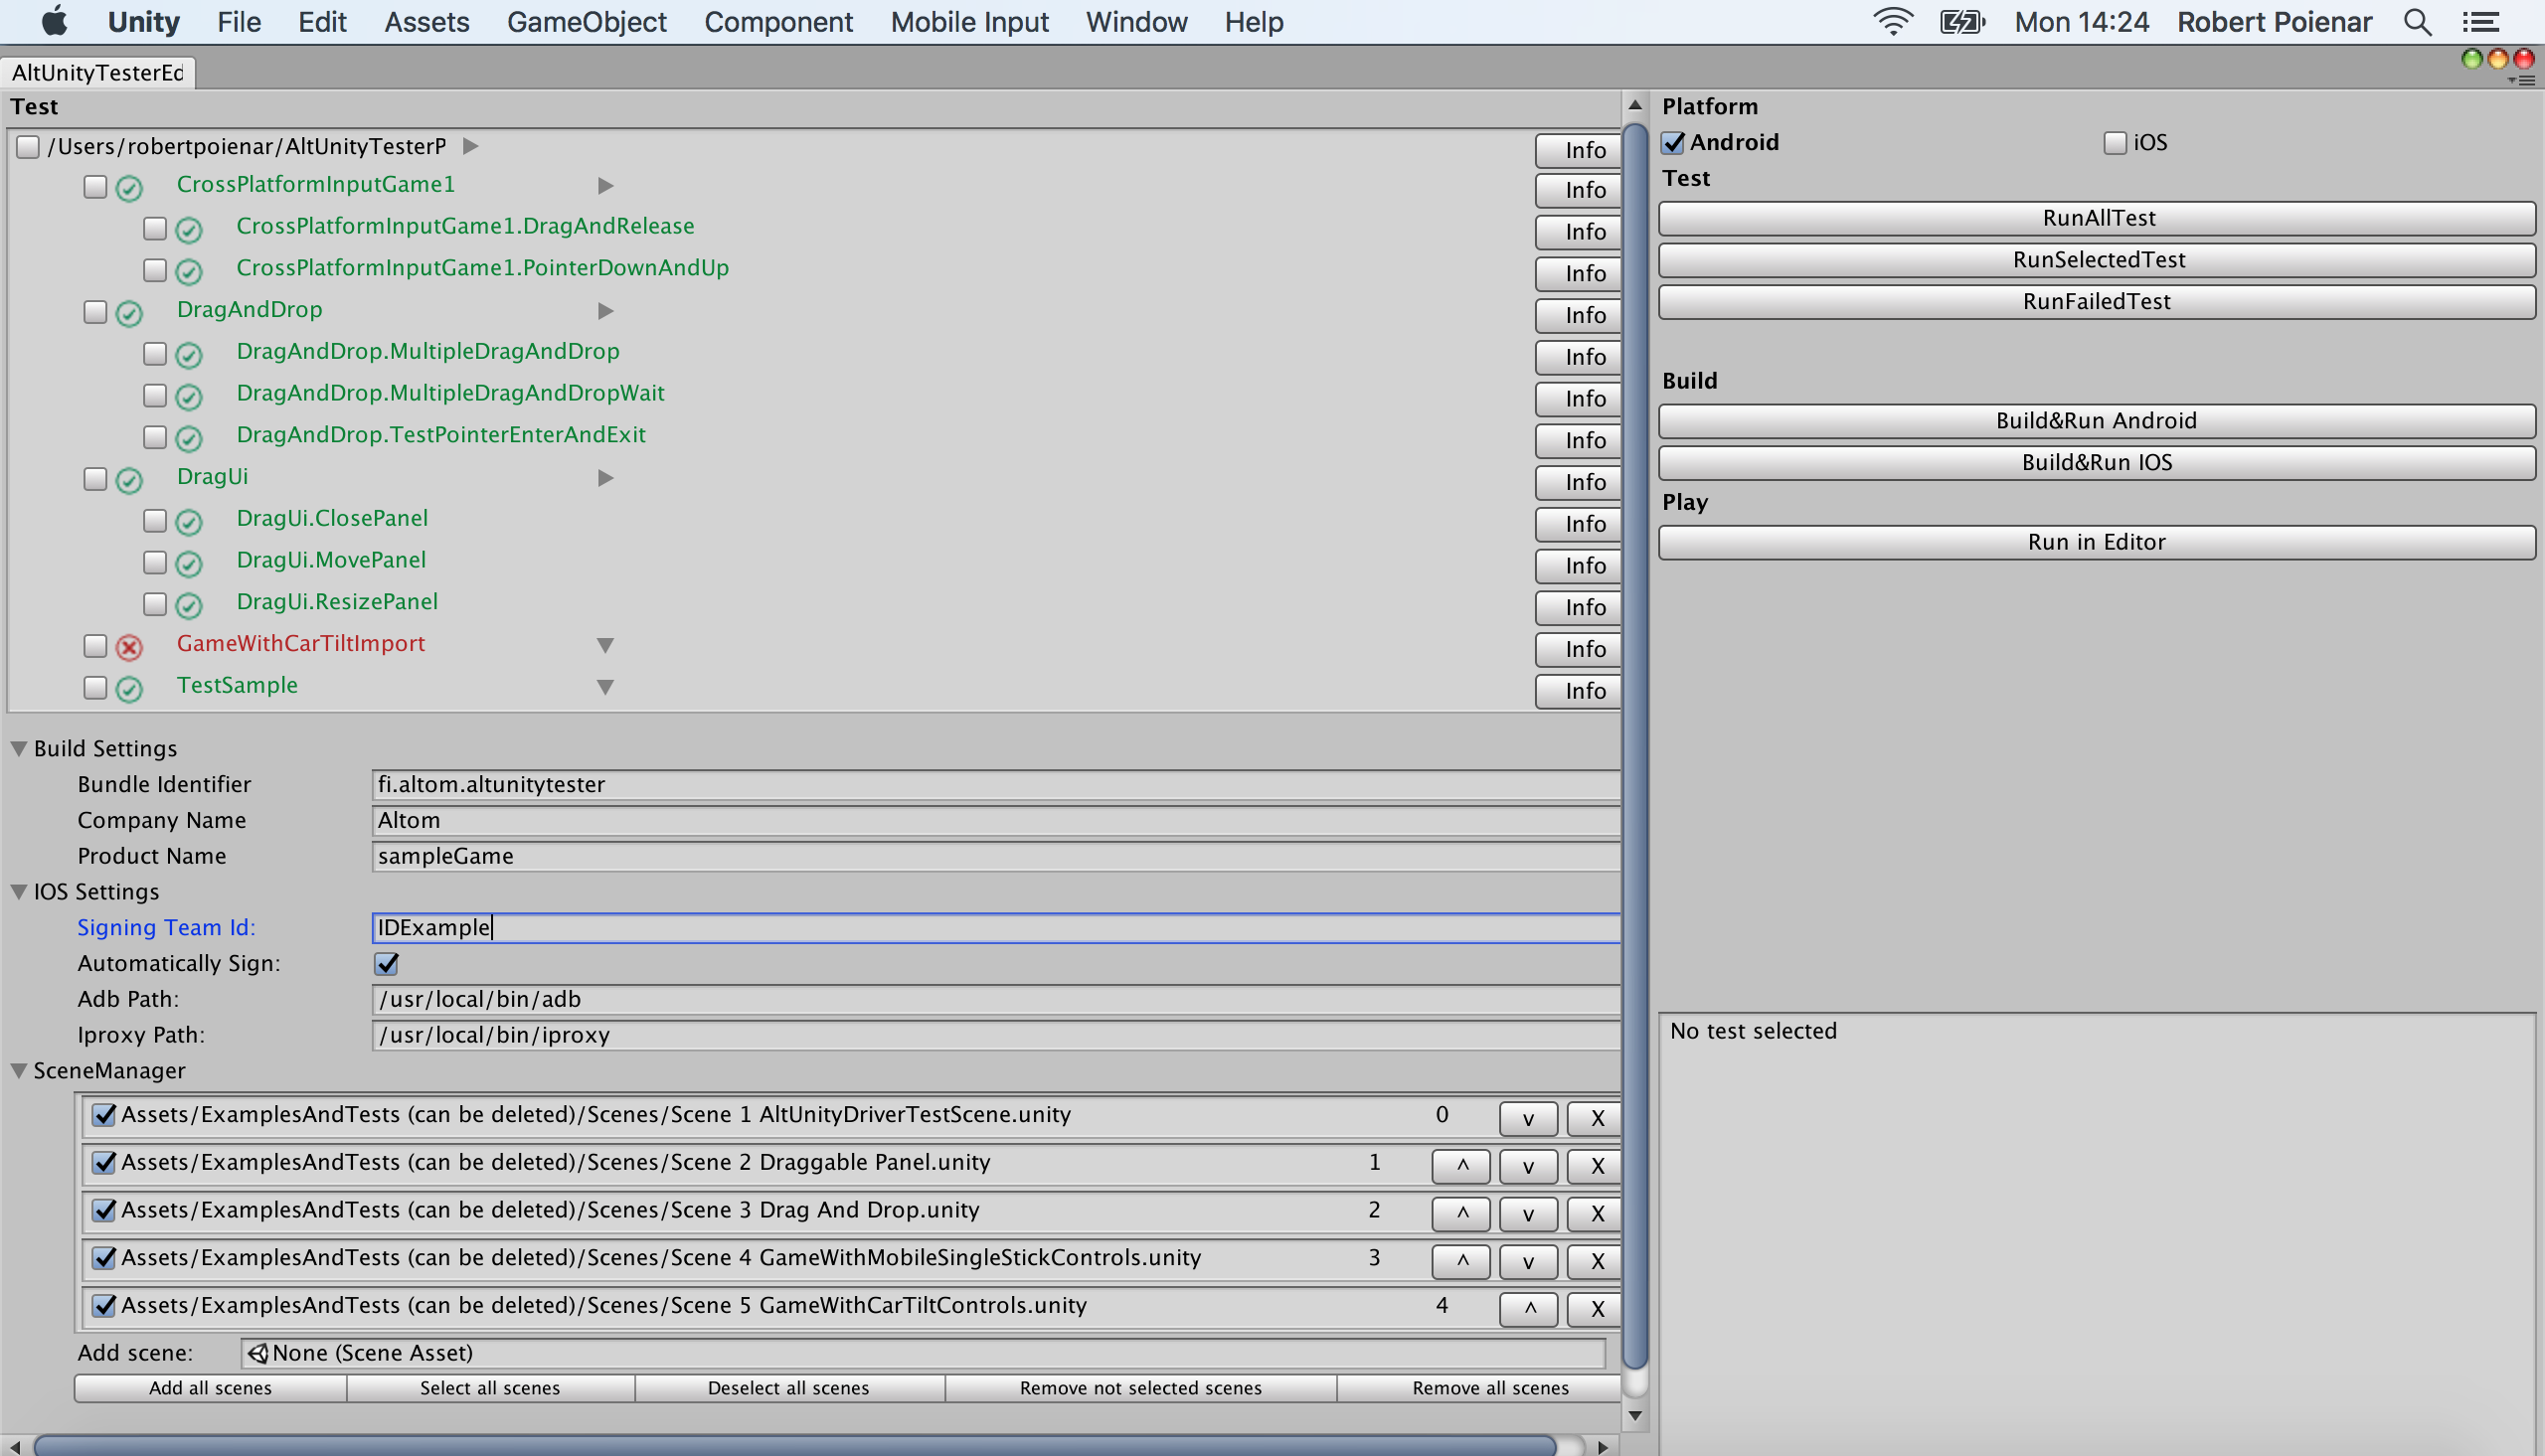 Unity File Edit Assets GameObject Component Mobile Input Window Help Mon 14:24 Robert Poienar
AltUnityTesterEd
Test
/Users/robertpoienar/AltUnityTesterP Info
CrossPlatformInputGame1 Info
CrossPlatformInputGame1.DragAndRelease Info
CrossPlatformInputGame1.PointerDownAndUp Info
DragAndDrop Info
DragAndDrop.MultipleDragAndDrop Info
DragAndDrop.MultipleDragAndDropWait Info
DragAndDrop.TestPointerEnterAndExit Info
DragUi Info
DragUi.ClosePanel Info
DragUi.MovePanel Info
DragUi.ResizePanel Info
GameWithCarTiltImport Info
TestSample Info
Build Settings
Bundle Identifier fi.altom.altunitytester
Company Name Altom
Product Name sampleGame
IOS Settings
Signing Team Id: IDExample
Automatically Sign:
Adb Path: /usr/local/bin/adb
Iproxy Path: /usr/local/bin/iproxy
SceneManager
Assets/ExamplesAndTests (can be deleted)/Scenes/Scene 1 AltUnityDriverTestScene.unity 0 v X
Assets/ExamplesAndTests (can be deleted)/Scenes/Scene 2 Draggable Panel.unity 1 ^ v X
Assets/ExamplesAndTests (can be deleted)/Scenes/Scene 3 Drag And Drop.unity 2 ^ v X
Assets/ExamplesAndTests (can be deleted)/Scenes/Scene 4 GameWithMobileSingleStickControls.unity 3 ^ v X
Assets/ExamplesAndTests (can be deleted)/Scenes/Scene 5 GameWithCarTiltControls.unity 4 ^ X
Add scene: None (Scene Asset)
Add all scenes Select all scenes Deselect all scenes Remove not selected scenes Remove all scenes
Platform
Android iOS
Test
RunAllTest
RunSelectedTest
RunFailedTest
Build
Build&Run Android
Build&Run IOS
Play
Run in Editor
No test selected